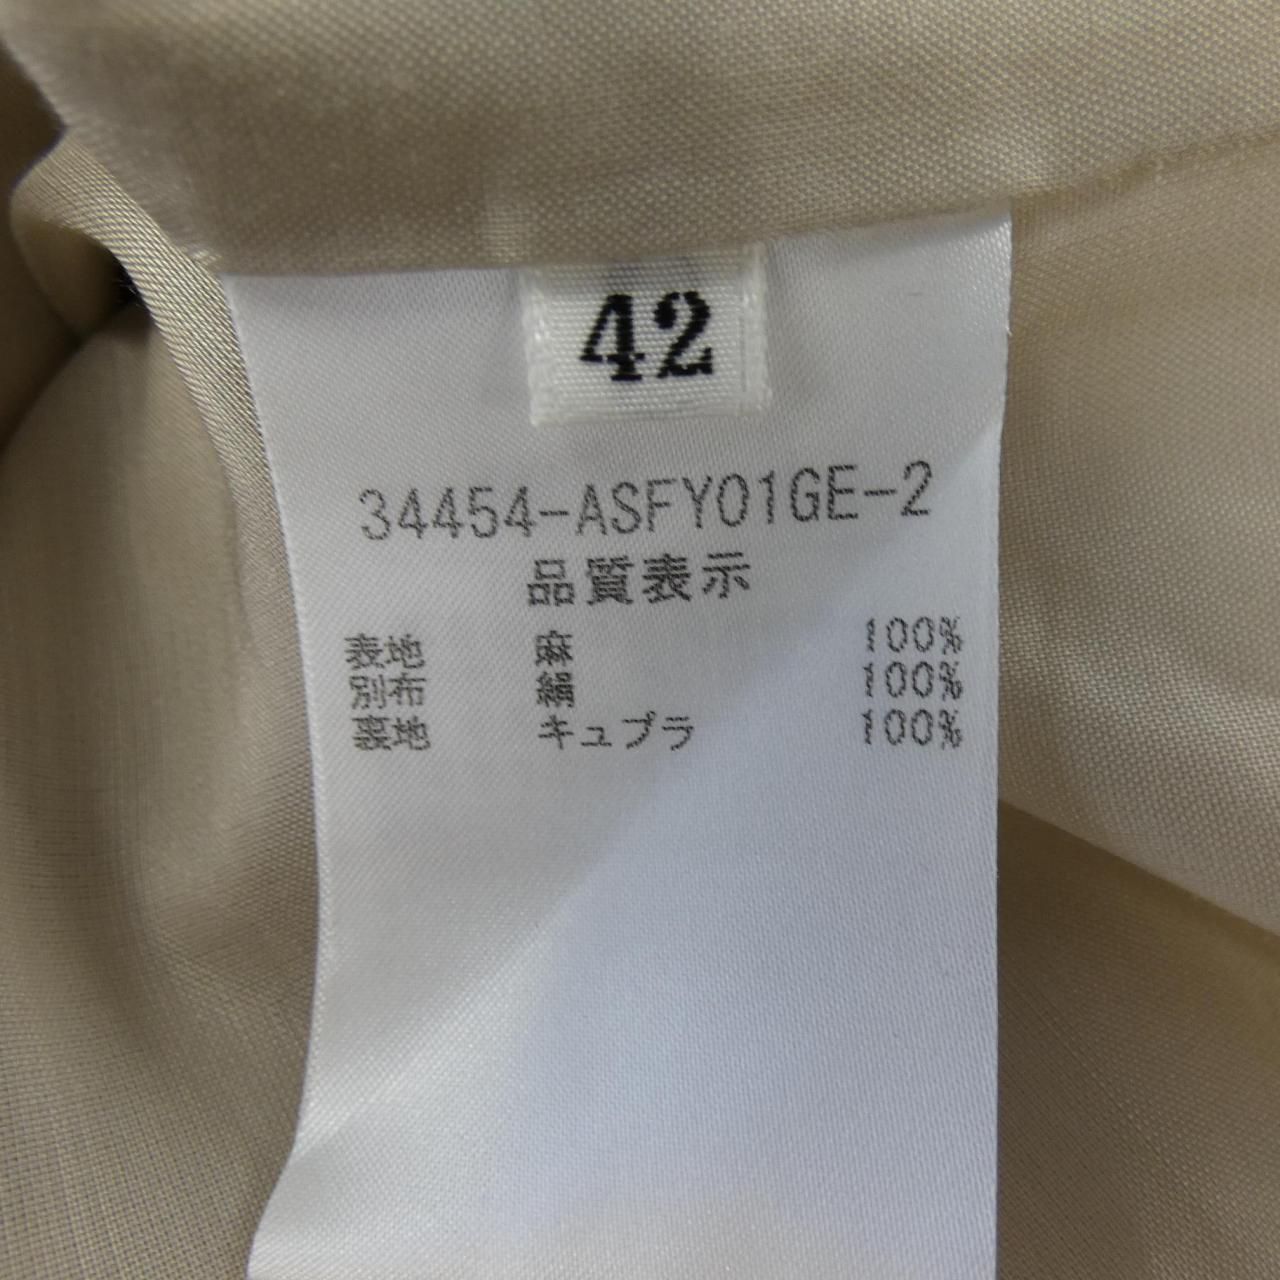 42
34454-ASFY01GE-2
品質表示
表地 麻 100%
別布 絹 100%
裏地 キュプラ 100%